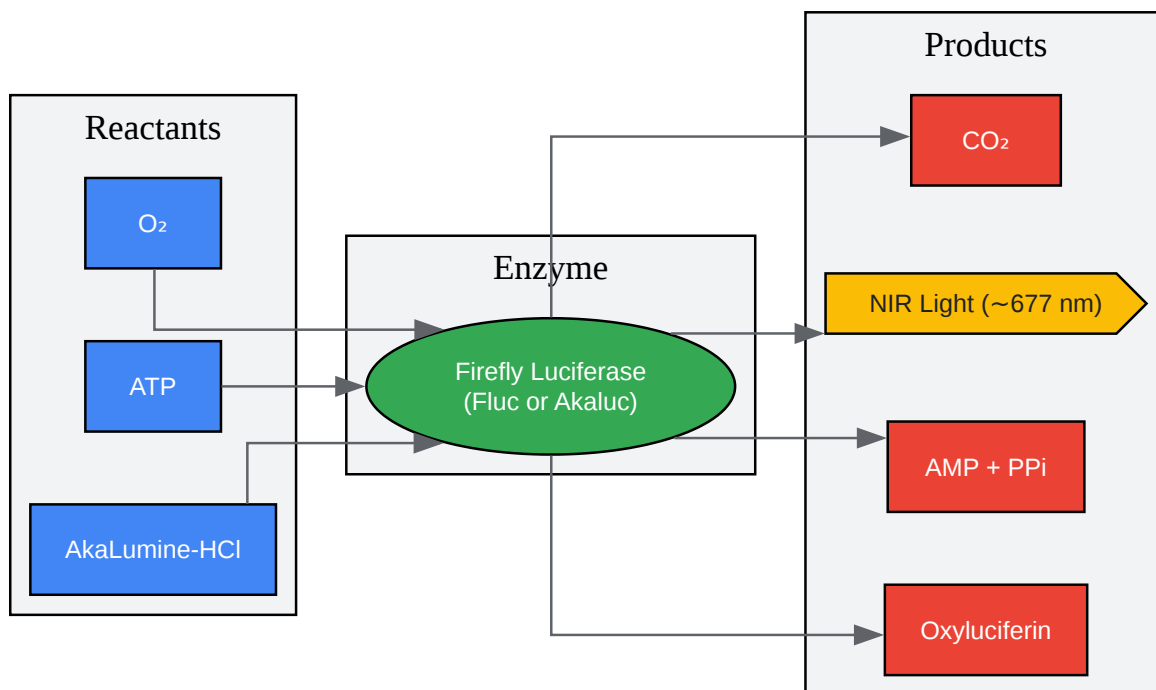 Reactants
O₂
ATP
AkaLumine-HCl
Enzyme
Firefly Luciferase
(Fluc or Akaluc)
Products
CO₂
NIR Light (~677 nm)
AMP + PPi
Oxyluciferin